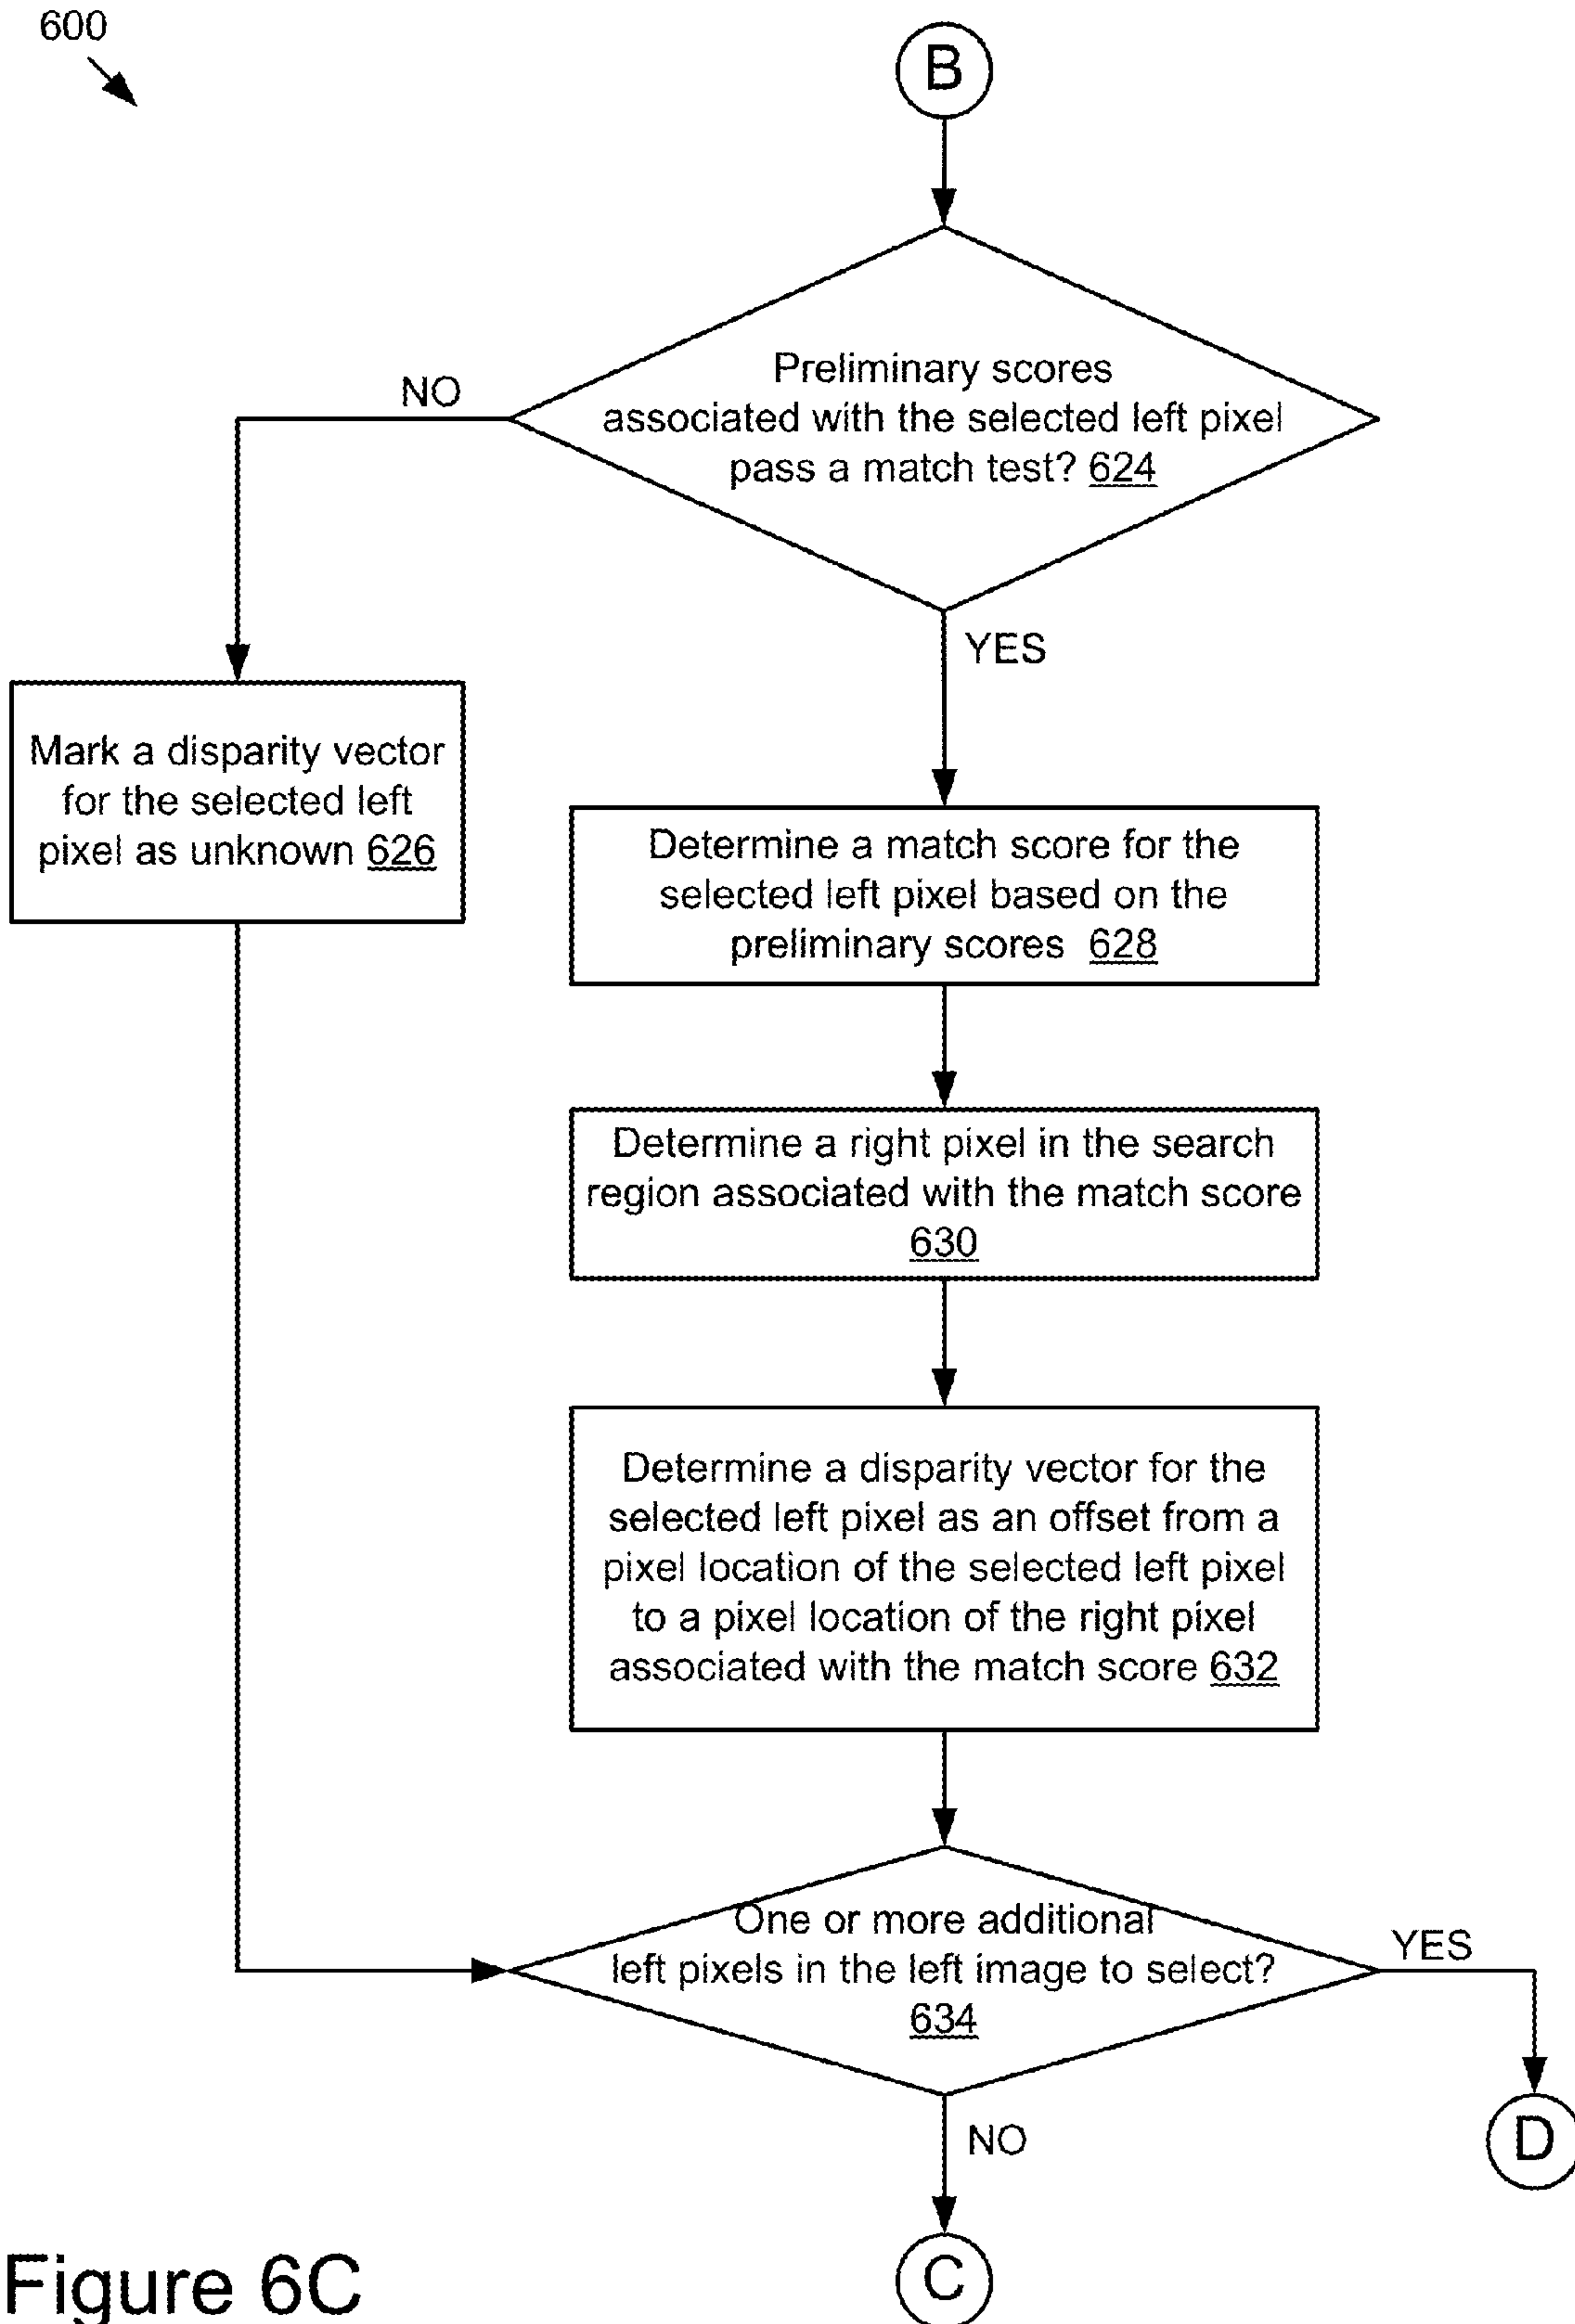 600
B
Preliminary scores
associated with the selected left pixel
pass a match test? 624
NO
YES
Mark a disparity vector
for the selected left
pixel as unknown 626
Determine a match score for the
selected left pixel based on the
preliminary scores 628
Determine a right pixel in the search
region associated with the match score
630
Determine a disparity vector for the
selected left pixel as an offset from a
pixel location of the selected left pixel
to a pixel location of the right pixel
associated with the match score 632
One or more additional
left pixels in the left image to select?
634
YES
D
NO
C
Figure 6C